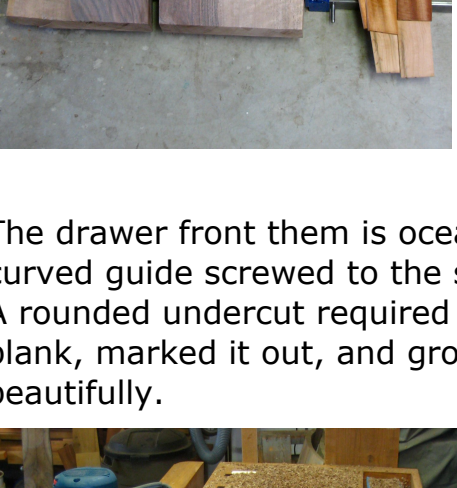 The drawer front them is ocea
curved guide screwed to the s
A rounded undercut required
blank, marked it out, and gro
beautifully.